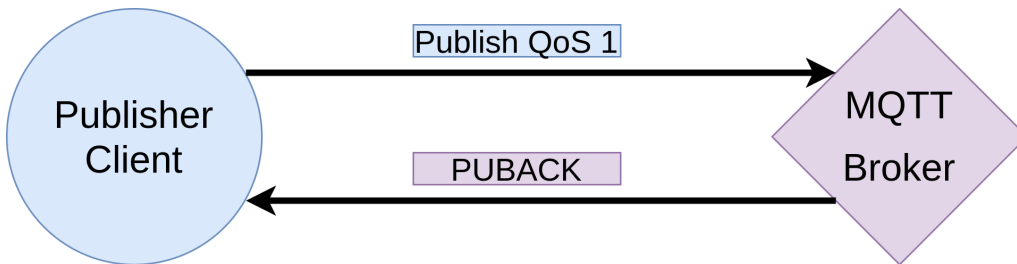 Publish QoS 1
Publisher
Client
MQTT
Broker
PUBACK